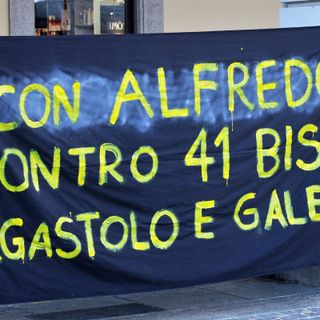 CON ALFREDO
ONTRO 41 BIS
GASTOLO E GALE